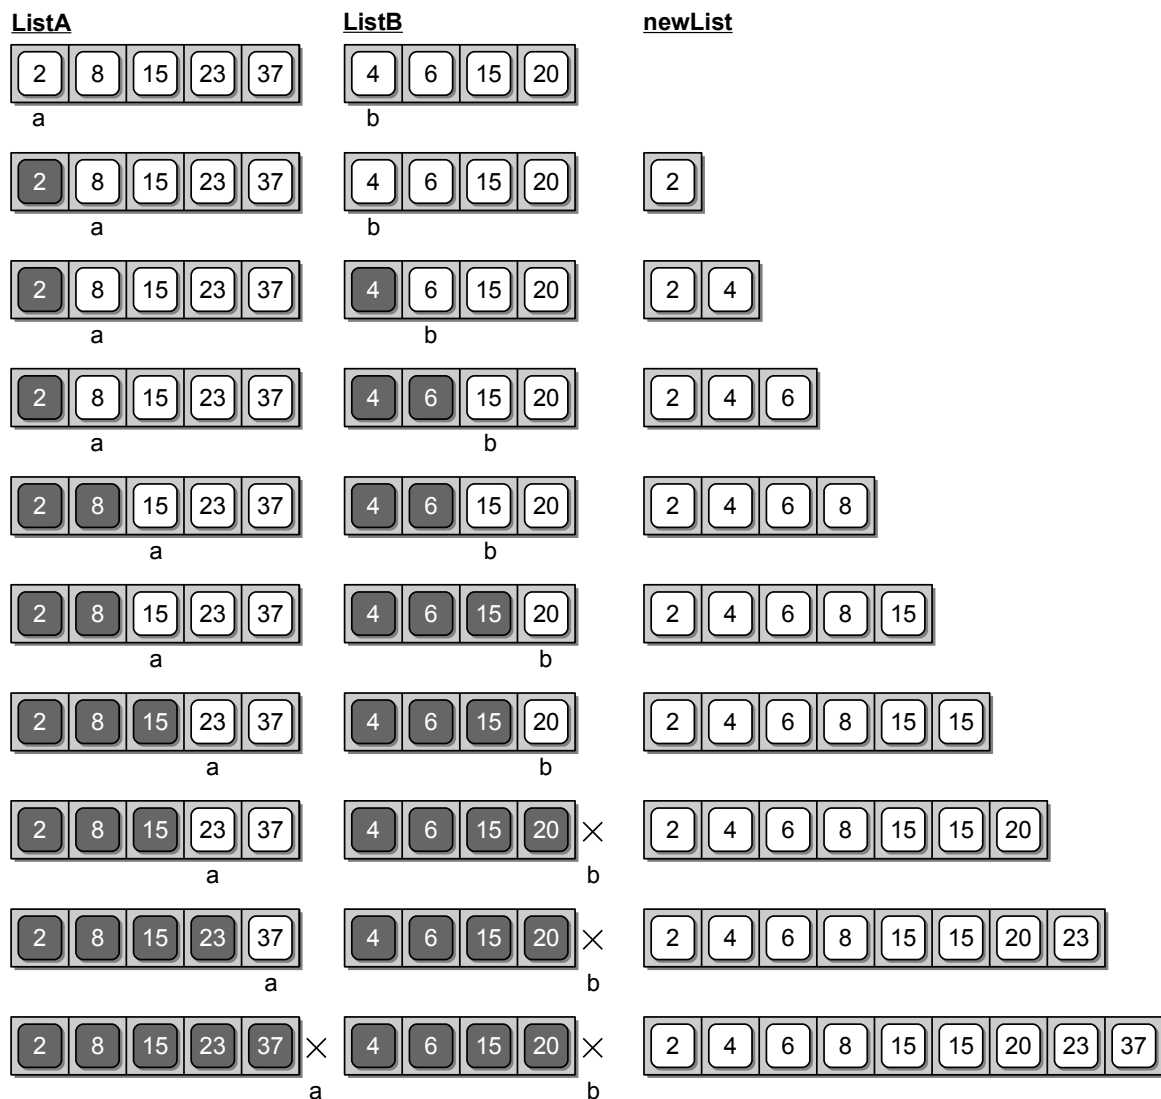 ListA ListB newList
2 8 15 23 37 4 6 15 20
a b
2 8 15 23 37 4 6 15 20 2
a b
2 8 15 23 37 4 6 15 20 2 4
a b
2 8 15 23 37 4 6 15 20 2 4 6
a b
2 8 15 23 37 4 6 15 20 2 4 6 8
a b
2 8 15 23 37 4 6 15 20 2 4 6 8 15
a b
2 8 15 23 37 4 6 15 20 2 4 6 8 15 15
a b
2 8 15 23 37 4 6 15 20 × 2 4 6 8 15 15 20
a b
2 8 15 23 37 4 6 15 20 × 2 4 6 8 15 15 20 23
a b
2 8 15 23 37 × 4 6 15 20 × 2 4 6 8 15 15 20 23 37
a b